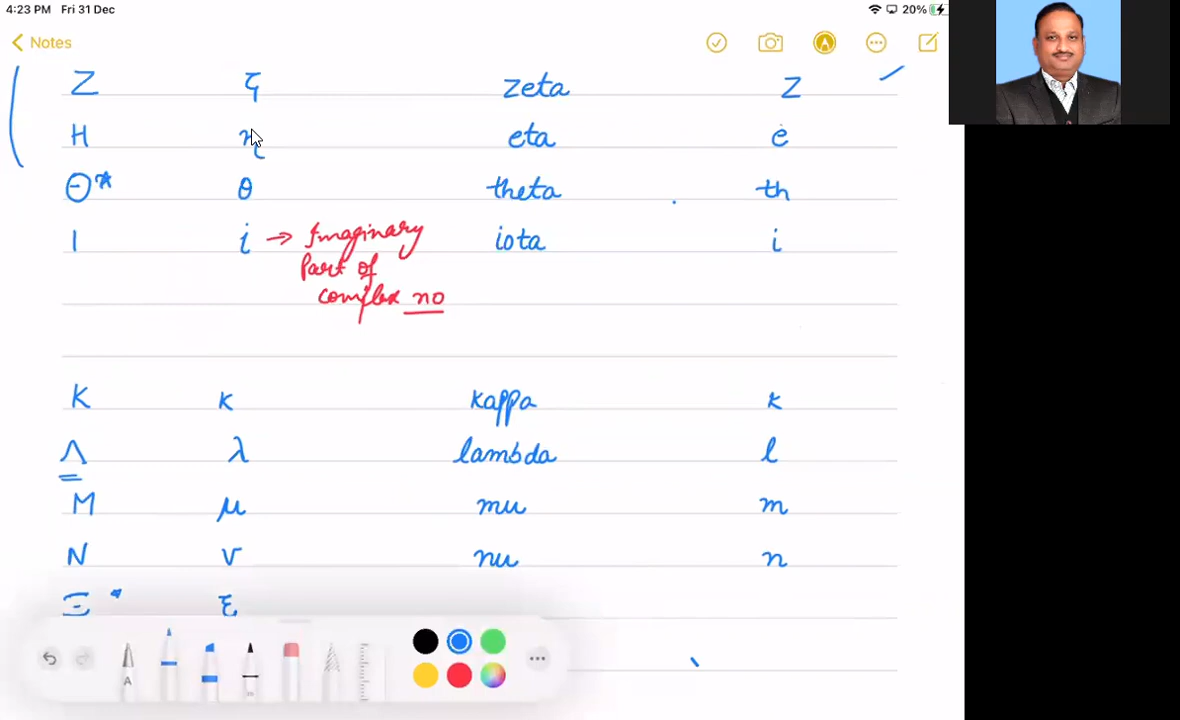 4:23 PM Fri 31 Dec 20%
Notes
Z ζ zeta z
H η eta e
Θ* θ theta th
I i → Imaginary iota i
Part of
complex no
K κ kappa k
Λ λ lambda l
M μ mu m
N ν nu n
Ξ * ξ
A